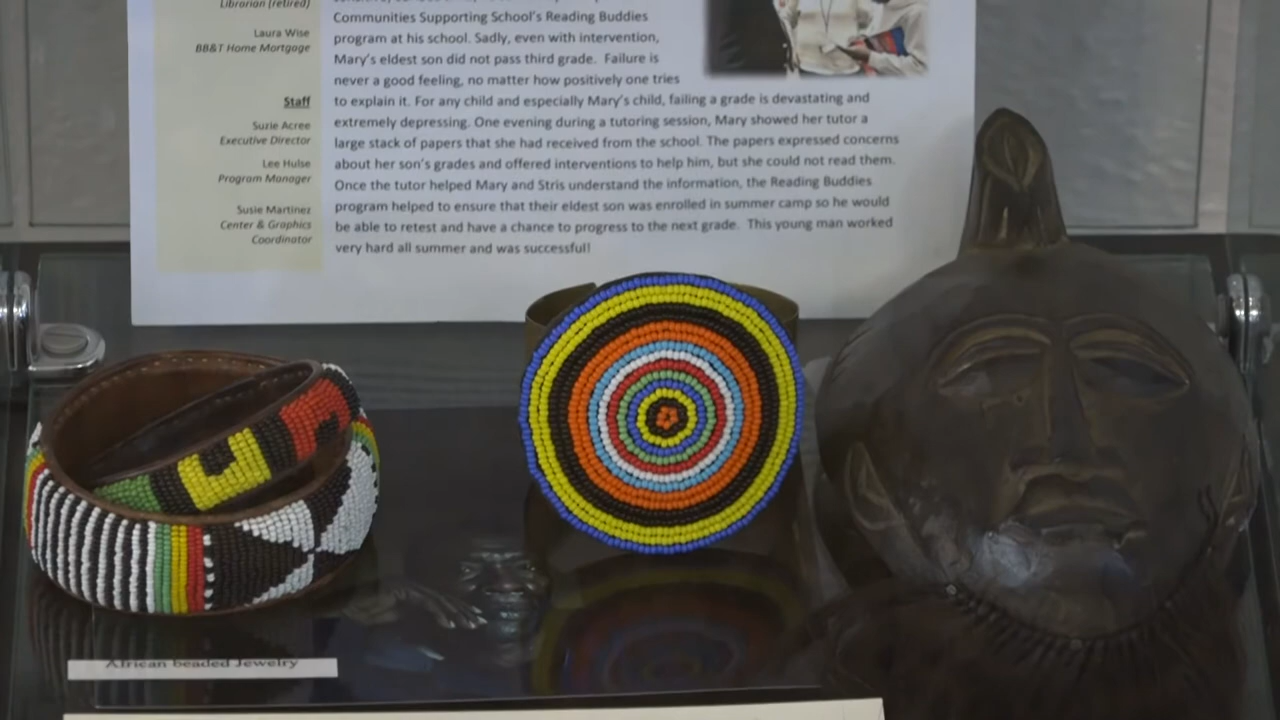 Librarian (retired)
Laura Wise
BB&T Home Mortgage
Staff
Suzie Acree
Executive Director
Lee Hulse
Program Manager
Susie Martinez
Center & Graphics
Coordinator
Communities Supporting School's Reading Buddies
program at his school. Sadly, even with intervention,
Mary's eldest son did not pass third grade.  Failure is
never a good feeling, no matter how positively one tries
to explain it. For any child and especially Mary's child, failing a grade is devastating and
extremely depressing. One evening during a tutoring session, Mary showed her tutor a
large stack of papers that she had received from the school. The papers expressed concerns
about her son's grades and offered interventions to help him, but she could not read them.
Once the tutor helped Mary and Stris understand the information, the Reading Buddies
program helped to ensure that their eldest son was enrolled in summer camp so he would
be able to retest and have a chance to progress to the next grade.  This young man worked
very hard all summer and was successful!
African beaded Jewelry